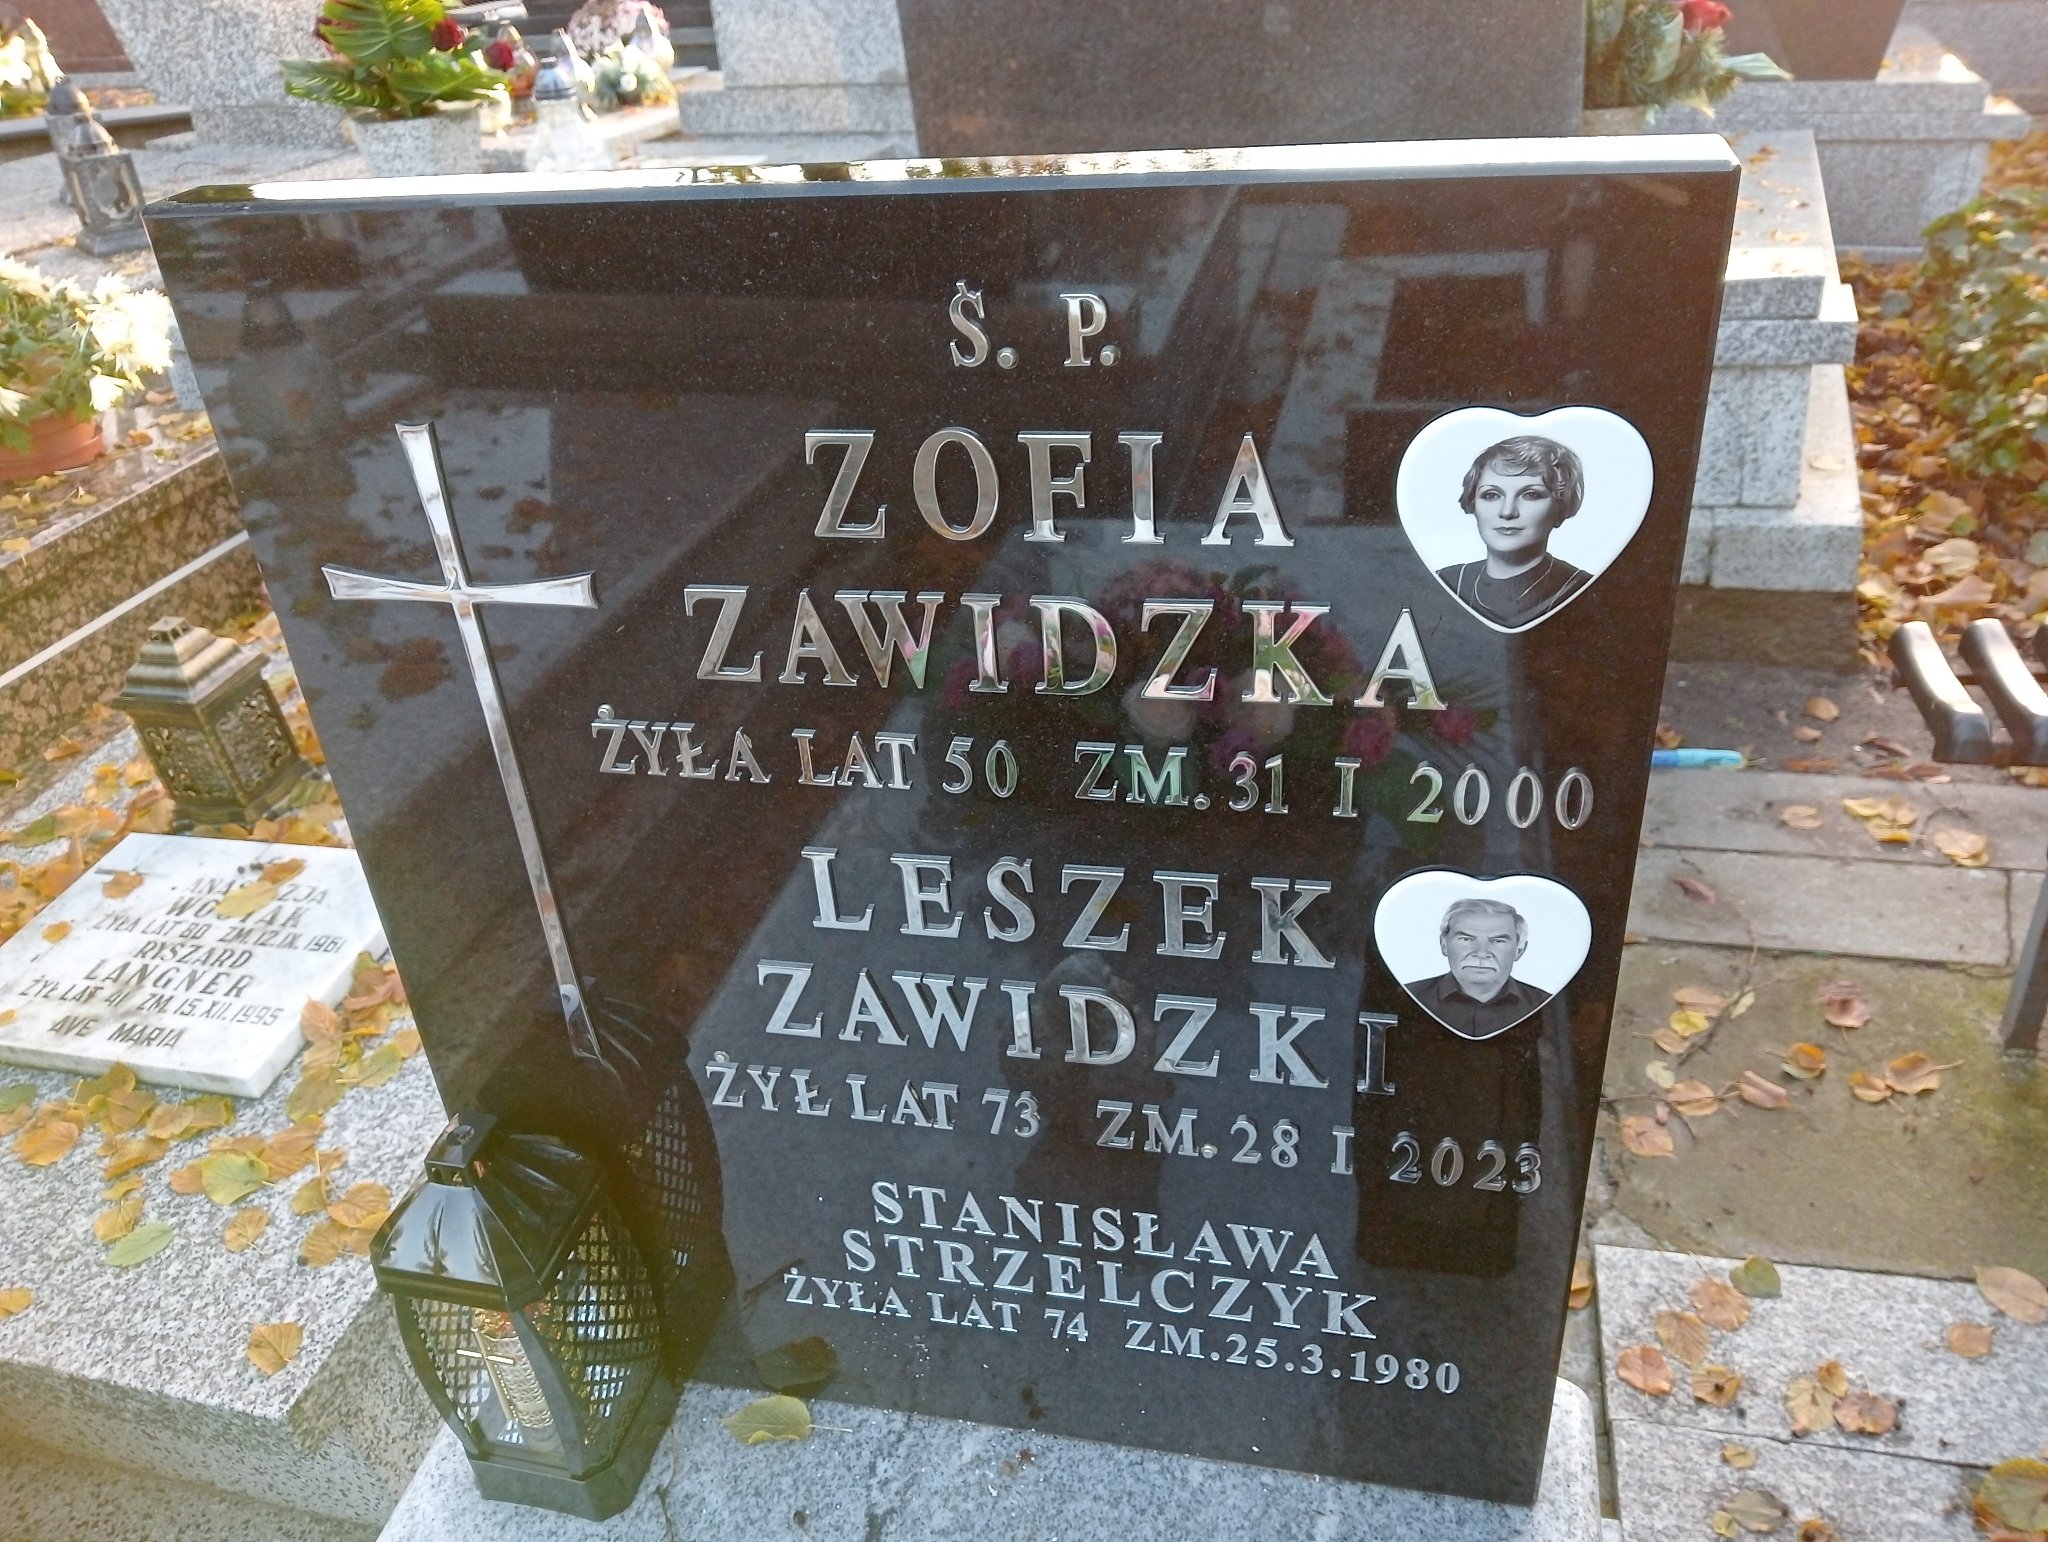 Ś. P.
ZOFIA
ZAWIDZKA
ŻYŁA LAT 50 ZM. 31 I 2000
LESZEK
ZAWIDZKI
ŻYŁ LAT 73 ZM. 28 I 2023
STANISŁAWA
STRZELCZYK
ŻYŁA LAT 74 ZM. 25.3.1980
ŻYŁA LAT 80 ZM. 12.IX.1961
RYSZARD
LANGNER
ŻYŁ LAT 41 ZM. 15.XII.1995
AVE MARIA